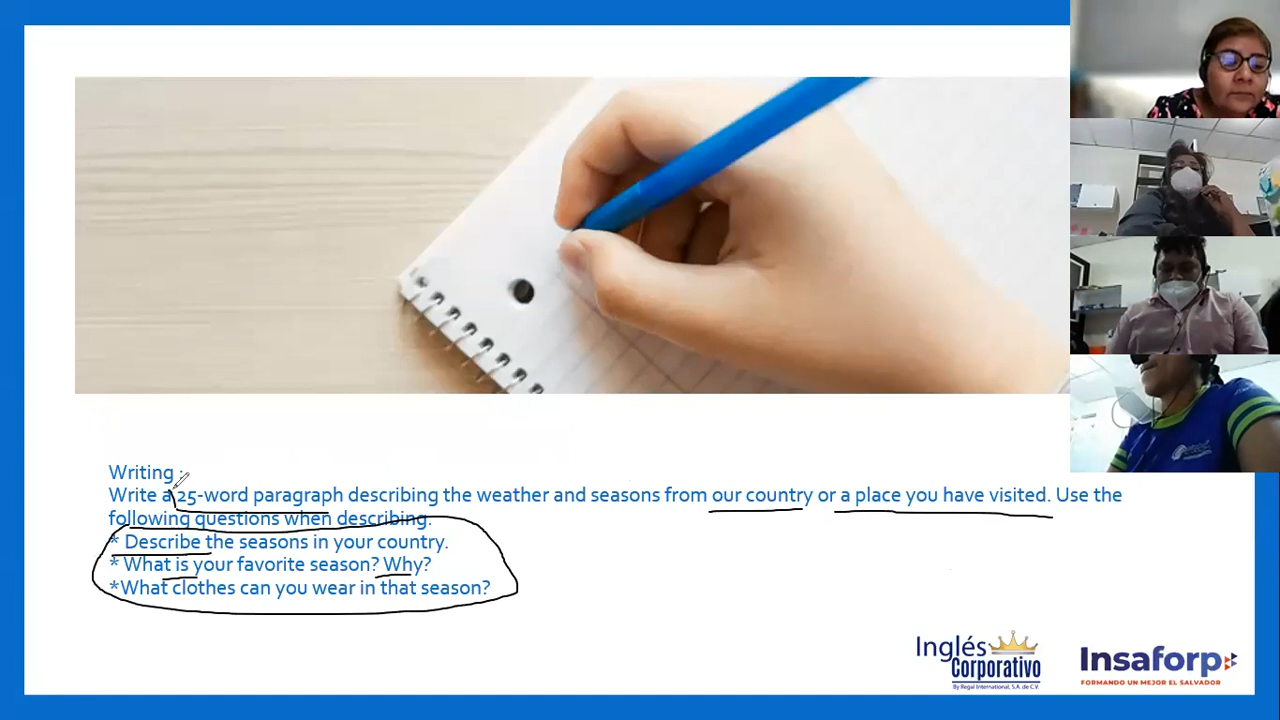 Writing :
Write a 25-word paragraph describing the weather and seasons from our country or a place you have visited. Use the
following questions when describing.
* Describe the seasons in your country.
* What is your favorite season? Why?
*What clothes can you wear in that season?
Inglés
Corporativo
By Regal International, S.A. de C.V.
Insaforp
FORMANDO UN MEJOR EL SALVADOR